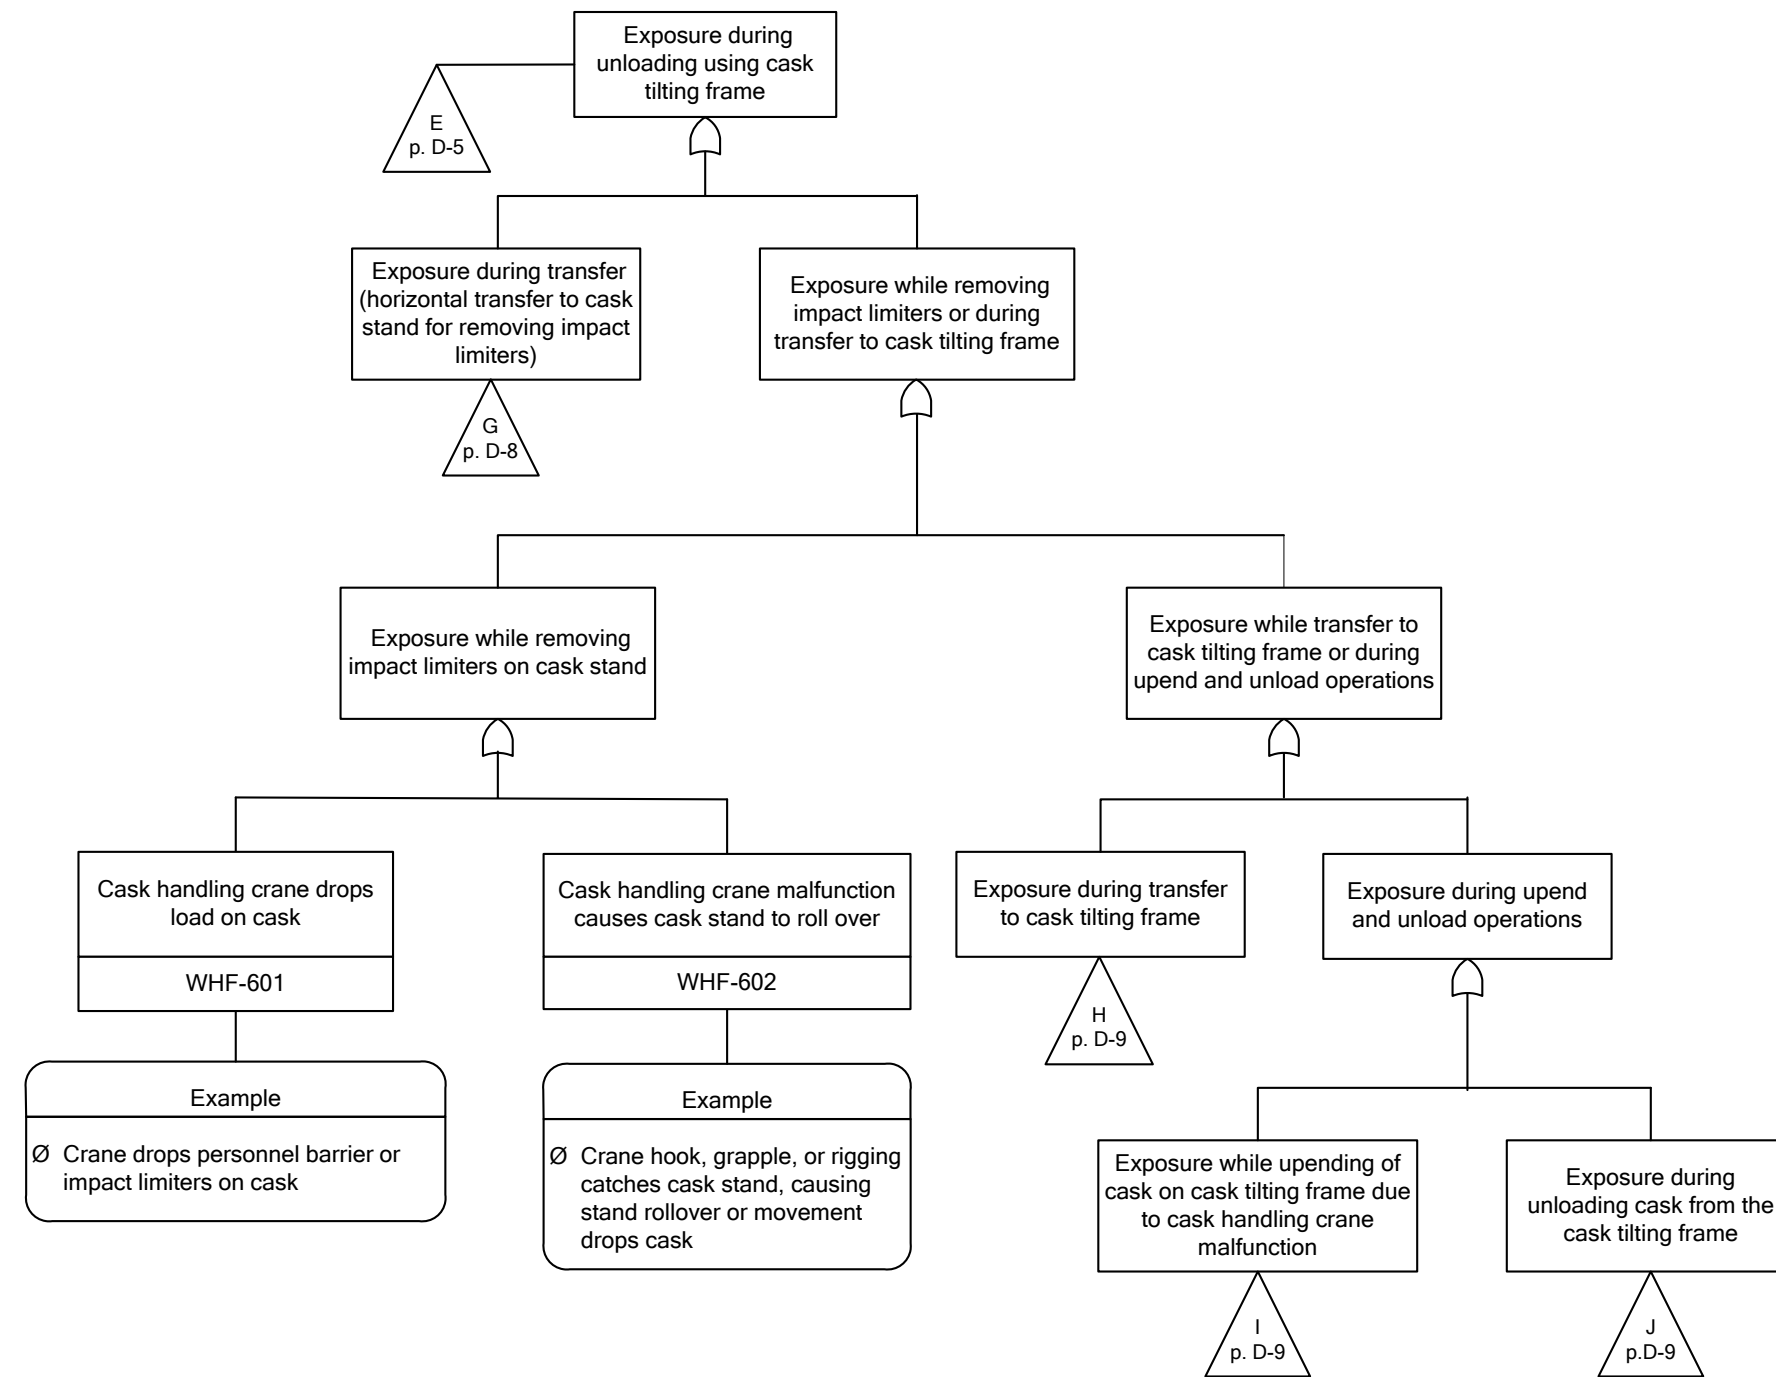 Exposure during
unloading using cask
tilting frame
E
p. D-5
Exposure during transfer
(horizontal transfer to cask
stand for removing impact
limiters)
G
p. D-8
Exposure while removing
impact limiters or during
transfer to cask tilting frame
Exposure while removing
impact limiters on cask stand
Exposure while transfer to
cask tilting frame or during
upend and unload operations
Cask handling crane drops
load on cask
WHF-601
Example
Ø Crane drops personnel barrier or
impact limiters on cask
Cask handling crane malfunction
causes cask stand to roll over
WHF-602
Example
Ø Crane hook, grapple, or rigging
catches cask stand, causing
stand rollover or movement
drops cask
Exposure during transfer
to cask tilting frame
H
p. D-9
Exposure during upend
and unload operations
Exposure while upending of
cask on cask tilting frame due
to cask handling crane
malfunction
I
p. D-9
Exposure during
unloading cask from the
cask tilting frame
J
p.D-9